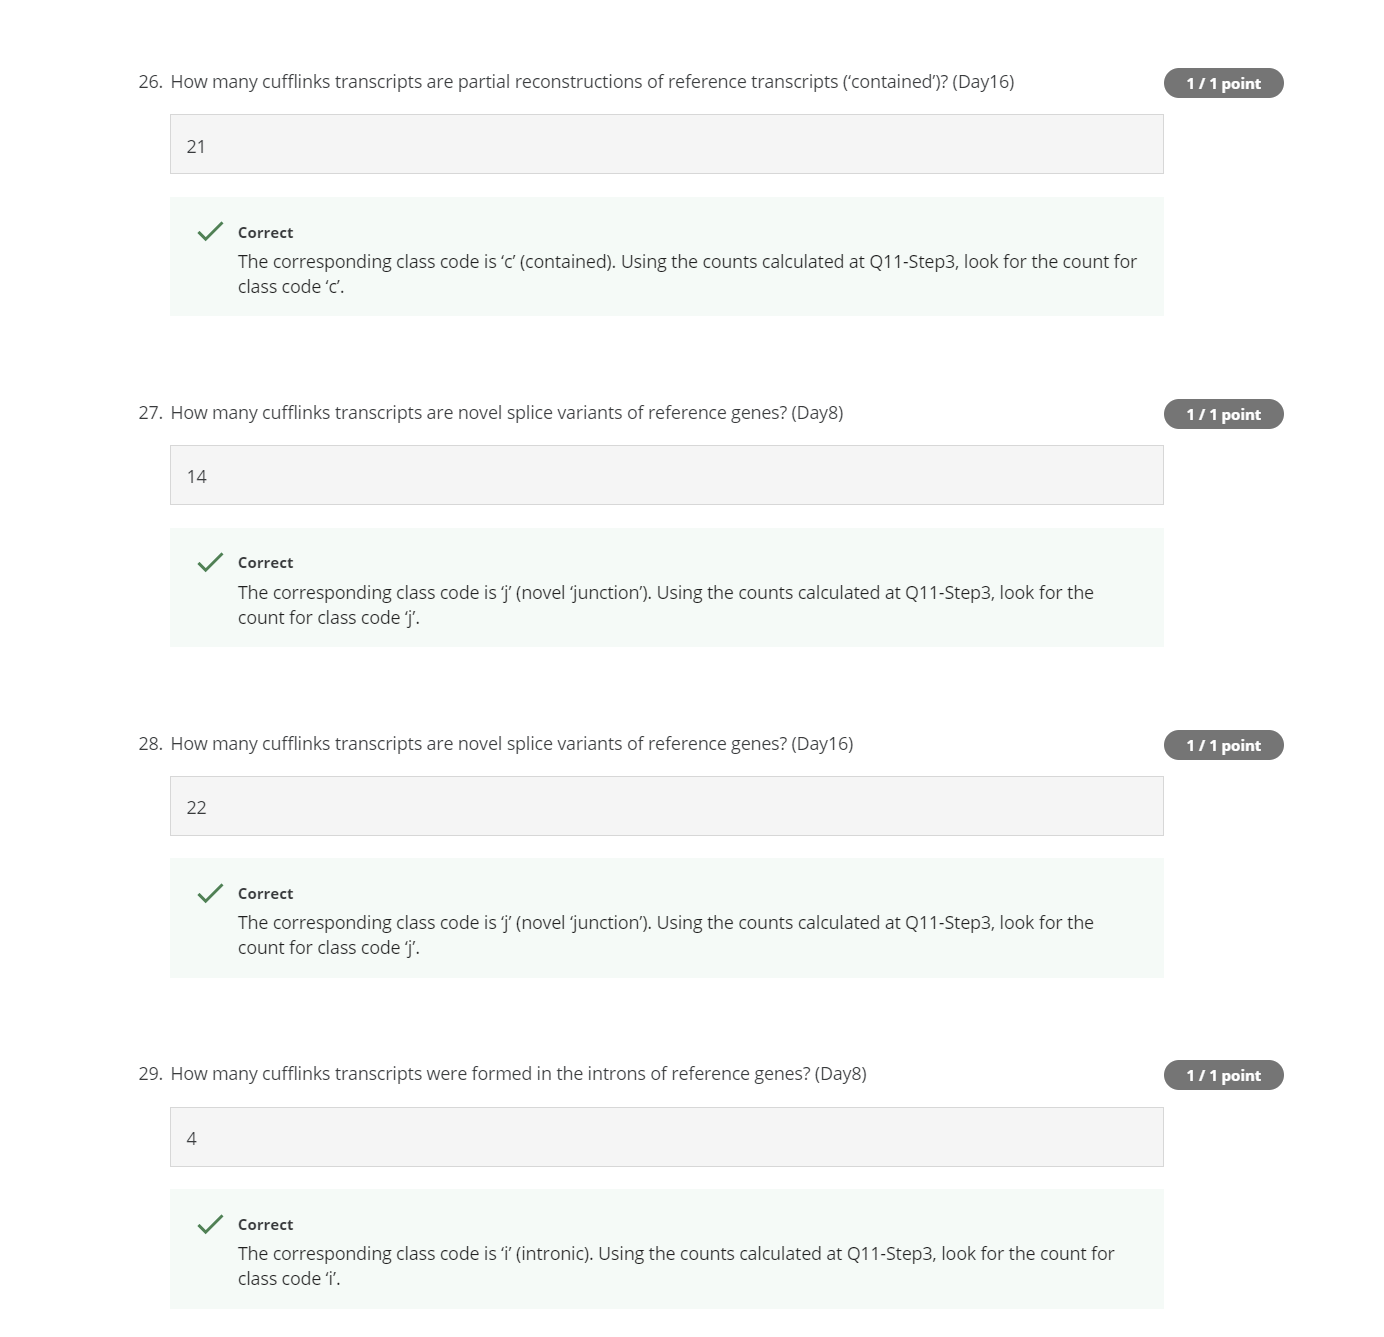 26. How many cufflinks transcripts are partial reconstructions of reference transcripts (‘contained’)? (Day16)
1 / 1 point
21
Correct
The corresponding class code is ‘c’ (contained). Using the counts calculated at Q11-Step3, look for the count for
class code ‘c’.
27. How many cufflinks transcripts are novel splice variants of reference genes? (Day8)
1 / 1 point
14
Correct
The corresponding class code is ‘j’ (novel ‘junction’). Using the counts calculated at Q11-Step3, look for the
count for class code ‘j’.
28. How many cufflinks transcripts are novel splice variants of reference genes? (Day16)
1 / 1 point
22
Correct
The corresponding class code is ‘j’ (novel ‘junction’). Using the counts calculated at Q11-Step3, look for the
count for class code ‘j’.
29. How many cufflinks transcripts were formed in the introns of reference genes? (Day8)
1 / 1 point
4
Correct
The corresponding class code is ‘i’ (intronic). Using the counts calculated at Q11-Step3, look for the count for
class code ‘i’.